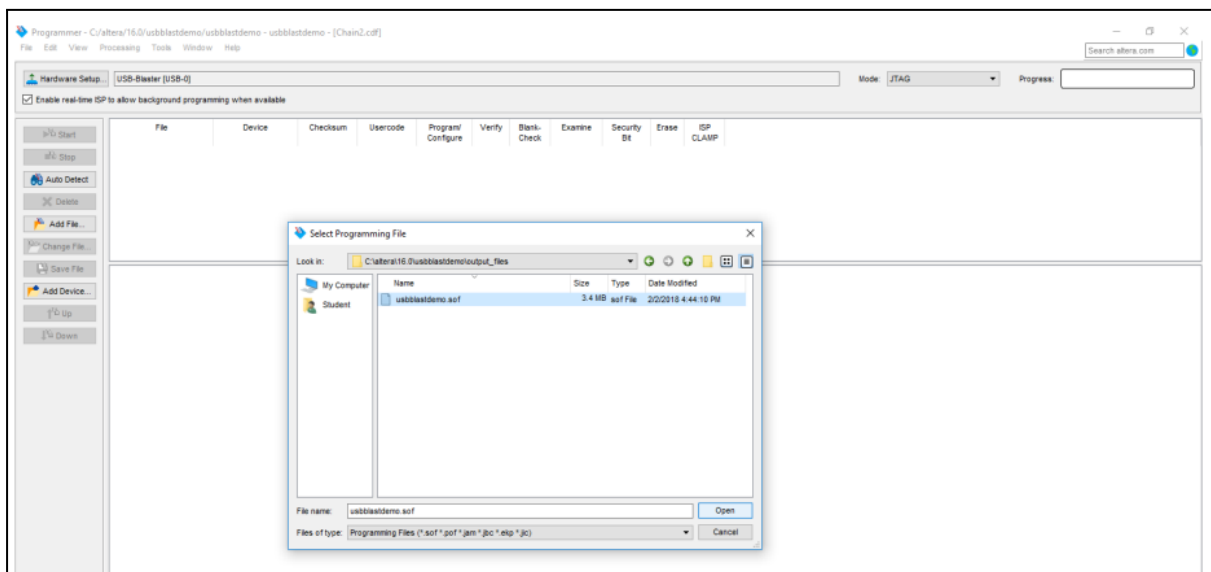 Programmer - C:/altera/16.0/usbblastdemo/usbblastdemo - usbblastdemo - [Chain2.cdf]
File Edit View Processing Tools Window Help
Search altera.com
Hardware Setup... USB-Blaster [USB-0] Mode: JTAG Progress:
Enable real-time ISP to allow background programming when available
File Device Checksum Usercode Program/ Configure Verify Blank- Check Examine Security Bit Erase ISP CLAMP
Start
Stop
Auto Detect
Delete
Add File...
Change File...
Save File
Add Device...
Up
Down
Select Programming File
Look in: C:\altera\16.0\usbblastdemo\output_files
My Computer
Student
Name Size Type Date Modified
usbblastdemo.sof 3.4 MB sof File 2/2/2018 4:44:10 PM
File name: usbblastdemo.sof Open
Files of type: Programming Files (*.sof *.pof *.jam *.jbc *.ekp *.jic) Cancel